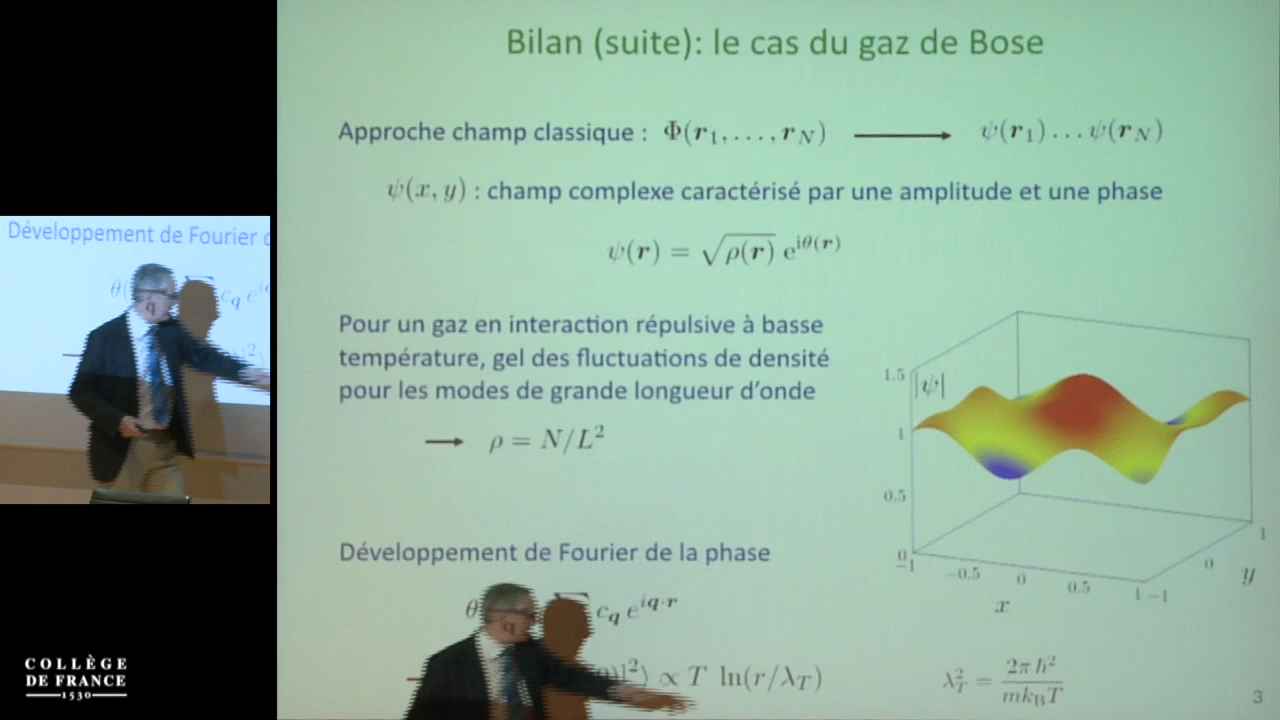 Bilan (suite): le cas du gaz de Bose
Approche champ classique : Φ(r₁, . . . , r_N) ⟶ ψ(r₁) . . . ψ(r_N)
ψ(x, y) : champ complexe caractérisé par une amplitude et une phase
ψ(r) = √ρ(r) e^{iθ(r)}
Pour un gaz en interaction répulsive à basse
température, gel des fluctuations de densité
pour les modes de grande longueur d'onde
⟶ ρ = N/L²
|ψ|
1.5
1
0.5
0
−1
−0.5
0
0.5
1
−1
0
1
x
y
Développement de Fourier de la phase
θ c_q e^{iq·r}
|²⟩ ∝ T ln(r/λ_T)
λ_T² = 2πħ² / mk_BT
3
Développement de Fourier
θ( c_q e^i
COLLÈGE
DE FRANCE
1530